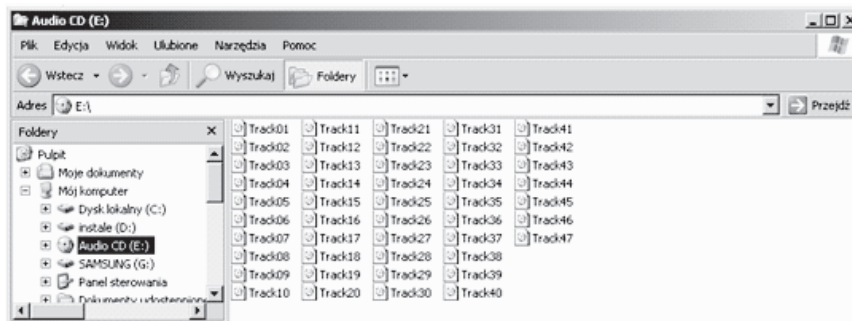 Audio CD (E:)
Plik Edycja Widok Ulubione Narzędzia Pomoc
Wstecz Wyszukaj Foldery
Adres E:\ Przejdź
Foldery
Pulpit
Moje dokumenty
Mój komputer
Dysk lokalny (C:)
instale (D:)
Audio CD (E:)
SAMSUNG (G:)
Panel sterowania
Dokumenty udostępnione
Track01 Track11 Track21 Track31 Track41
Track02 Track12 Track22 Track32 Track42
Track03 Track13 Track23 Track33 Track43
Track04 Track14 Track24 Track34 Track44
Track05 Track15 Track25 Track35 Track45
Track06 Track16 Track26 Track36 Track46
Track07 Track17 Track27 Track37 Track47
Track08 Track18 Track28 Track38
Track09 Track19 Track29 Track39
Track10 Track20 Track30 Track40